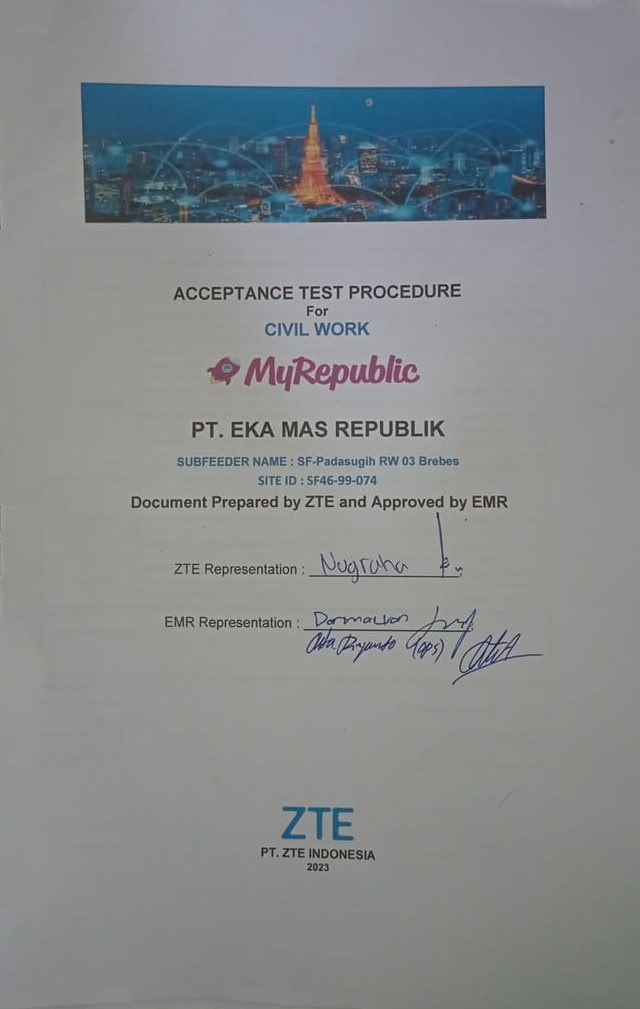 ACCEPTANCE TEST PROCEDURE
For
CIVIL WORK
MyRepublic
PT. EKA MAS REPUBLIK
SUBFEEDER NAME : SF-Padasugih RW 03 Brebes
SITE ID : SF46-99-074
Document Prepared by ZTE and Approved by EMR
ZTE Representation : Nugraha
EMR Representation : Darmawan
(ops)
ZTE
PT. ZTE INDONESIA
2023